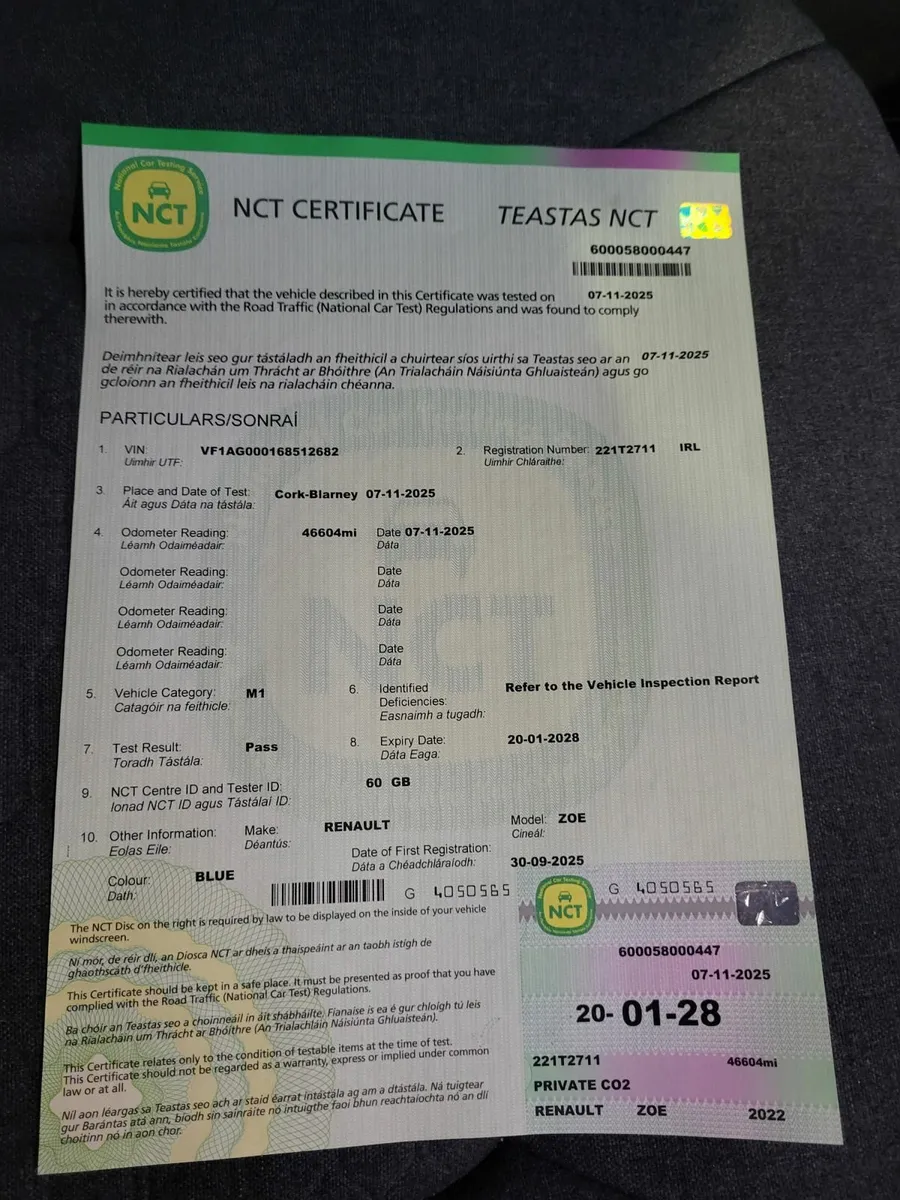 National Car Testing Service
NCT
NCT CERTIFICATE TEASTAS NCT
600058000447
It is hereby certified that the vehicle described in this Certificate was tested on 07-11-2025
in accordance with the Road Traffic (National Car Test) Regulations and was found to comply
therewith.
Deimhnítear leis seo gur tástáladh an fheithicil a chuirtear síos uirthi sa Teastas seo ar an 07-11-2025
de réir na Rialachán um Thrácht ar Bhóithre (An Trialacháin Náisiúnta Ghluaisteán) agus go
gcloíonn an fheithicil leis na rialacháin chéanna.
PARTICULARS/SONRAÍ
1. VIN: VF1AG000168512682 2. Registration Number: 221T2711 IRL
Uimhir UTF: Uimhir Chláraithe:
3. Place and Date of Test: Cork-Blarney 07-11-2025
Áit agus Dáta na tástála:
4. Odometer Reading: 46604mi Date 07-11-2025
Léamh Odaiméadair: Dáta
Odometer Reading: Date
Léamh Odaiméadair: Dáta
Odometer Reading: Date
Léamh Odaiméadair: Dáta
Odometer Reading: Date
Léamh Odaiméadair: Dáta
5. Vehicle Category: M1 6. Identified Refer to the Vehicle Inspection Report
Catagóir na feithicle: Deficiencies:
Easnaimh a tugadh:
7. Test Result: Pass 8. Expiry Date: 20-01-2028
Toradh Tástála: Dáta Eaga:
9. NCT Centre ID and Tester ID: 60 GB
Ionad NCT ID agus Tástálaí ID:
10. Other Information: Make: RENAULT Model: ZOE
Eolas Eile: Déantús: Cineál:
Date of First Registration: 30-09-2025
Dáta a Chéadchláraíodh:
Colour: BLUE
Dath:
G 4050565
The NCT Disc on the right is required by law to be displayed on the inside of your vehicle
windscreen.
Ní mór, de réir dlí, an Diosca NCT ar dheis a thaispeáint ar an taobh istigh de
ghaothscáth d'fheithicle.
This Certificate should be kept in a safe place. It must be presented as proof that you have
complied with the Road Traffic (National Car Test) Regulations.
Ba chóir an Teastas seo a choinneáil in áit shábháilte. Fianaise is ea é gur chloígh tú leis
na Rialacháin um Thrácht ar Bhóithre (An Trialachláin Náisiúnta Ghluaisteán).
This Certificate relates only to the condition of testable items at the time of test.
This Certificate should not be regarded as a warranty, express or implied under common
law or at all.
Níl aon léargas sa Teastas seo ach ar staid éarrat intástála ag am a dtástála. Ná tuigtear
gur Barántas atá ann, bíodh sin sainráite nó intuigthe faoi bhun reachtaíochta nó an dlí
choitinn nó in aon chor.
NCT
G 4050565
600058000447
07-11-2025
20-01-28
221T2711 46604mi
PRIVATE CO2
RENAULT ZOE 2022